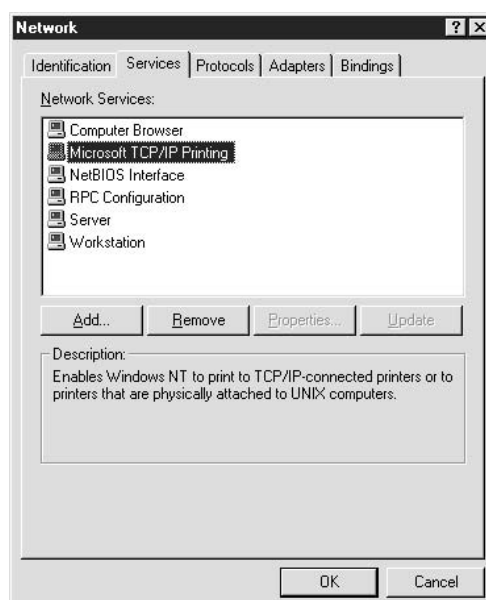 Network ? X
Identification Services Protocols Adapters Bindings
Network Services:
Computer Browser
Microsoft TCP/IP Printing
NetBIOS Interface
RPC Configuration
Server
Workstation
Add... Remove Properties... Update
Description:
Enables Windows NT to print to TCP/IP-connected printers or to
printers that are physically attached to UNIX computers.
OK Cancel